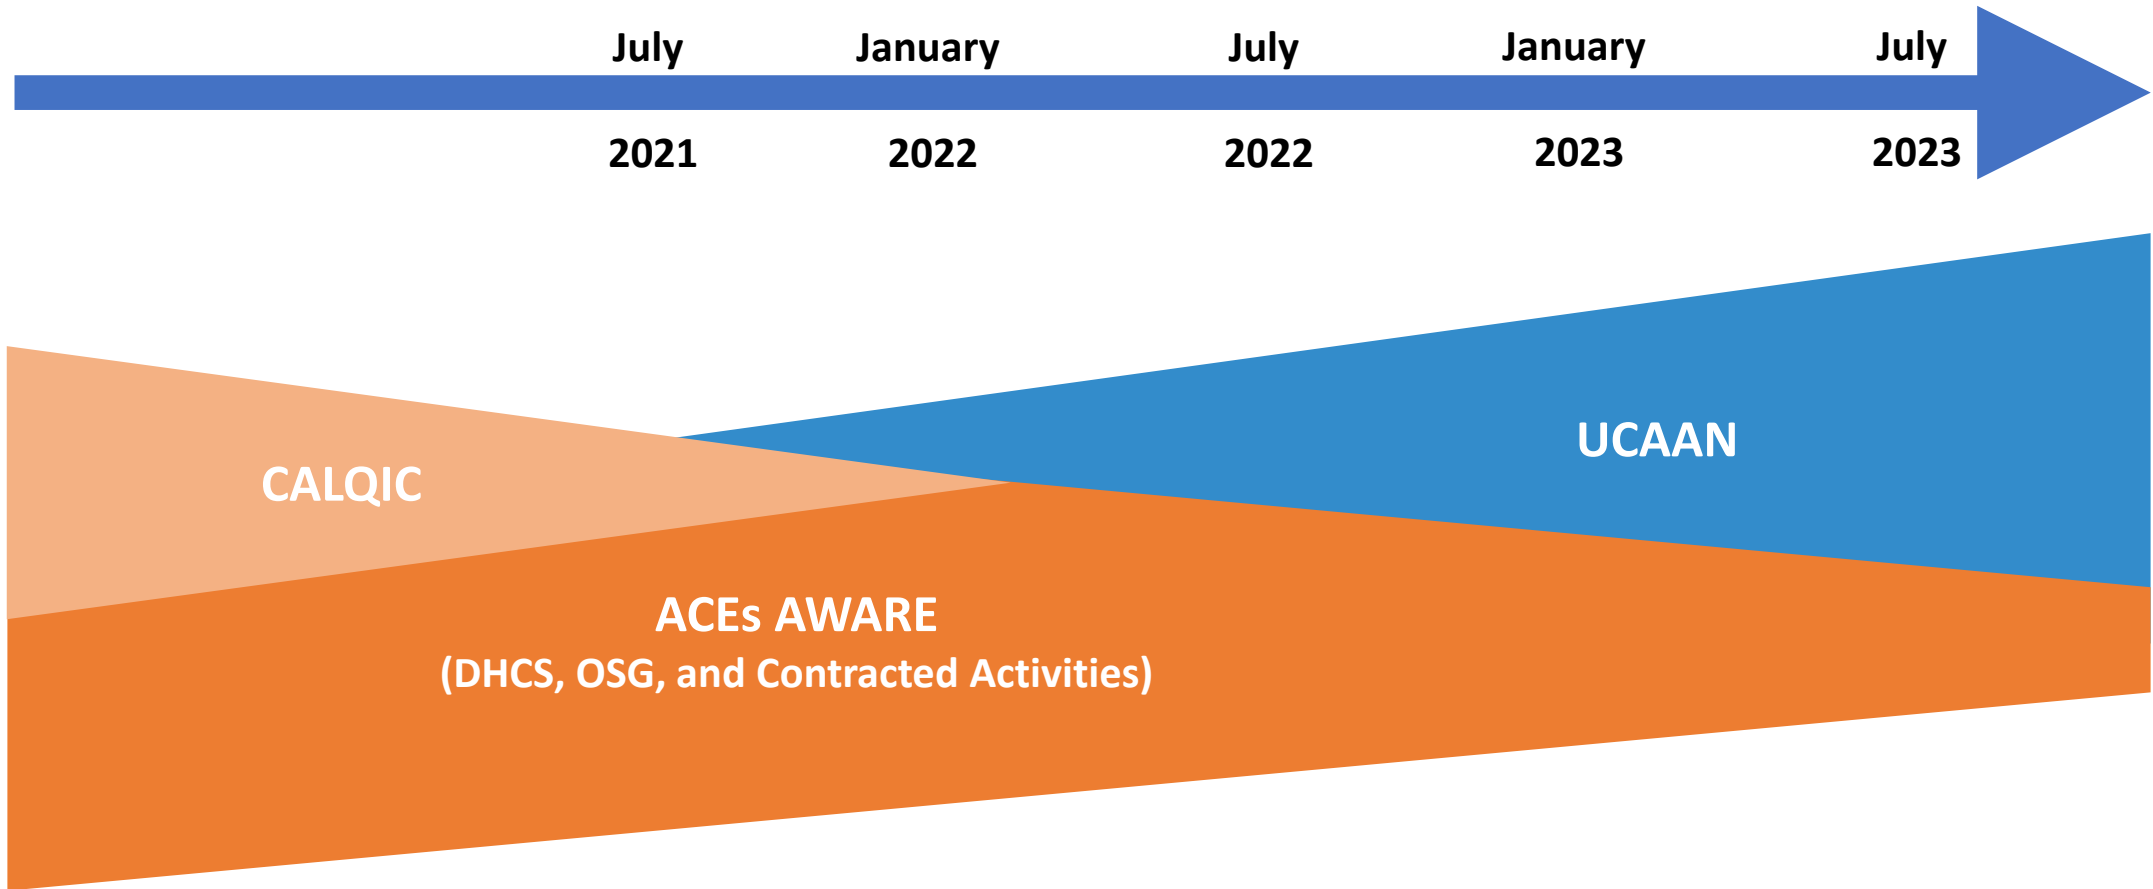 July January July January July
2021 2022 2022 2023 2023
UCAAN
CALQIC
ACEs AWARE
(DHCS, OSG, and Contracted Activities)